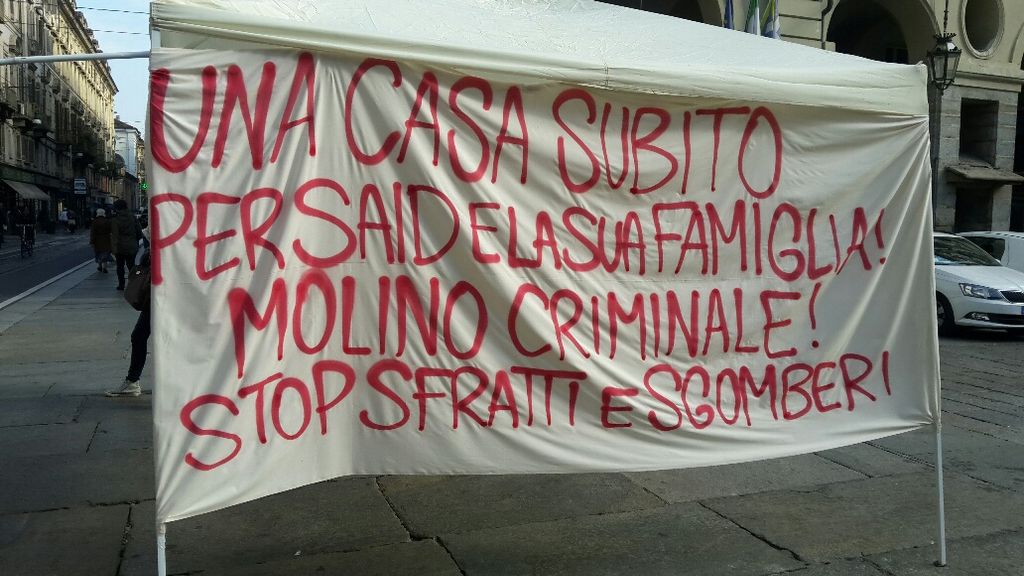 UNA CASA SUBITO
PER SAID E LA SUA FAMIGLIA!
MOLINO CRIMINALE!
STOP SFRATTI E SGOMBERI